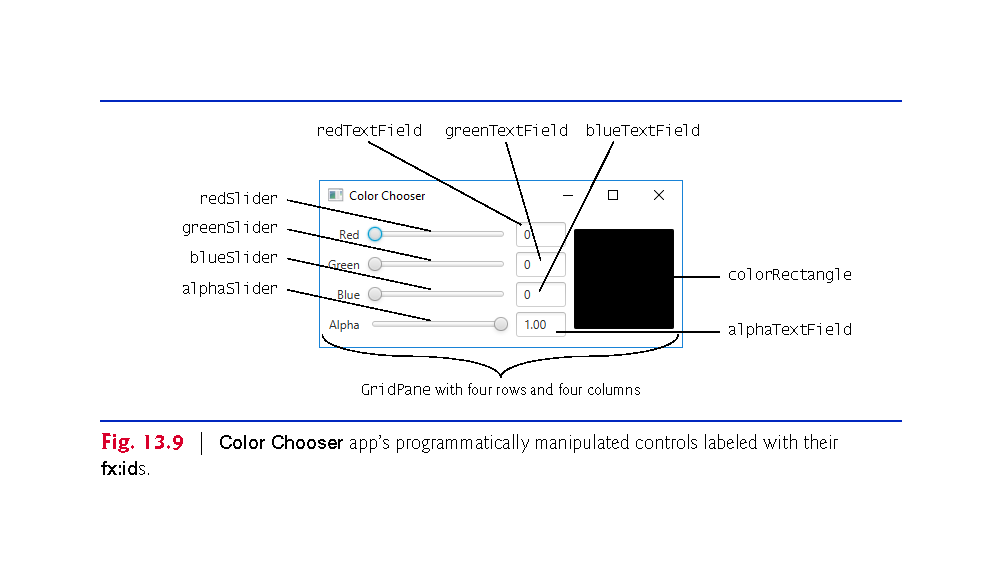 redTextField greenTextField blueTextField
Color Chooser
redSlider
Red 0
greenSlider
Green 0
blueSlider
Blue 0
alphaSlider
Alpha 1.00
colorRectangle
alphaTextField
GridPane with four rows and four columns
Fig. 13.9 | Color Chooser app’s programmatically manipulated controls labeled with their
fx:ids.